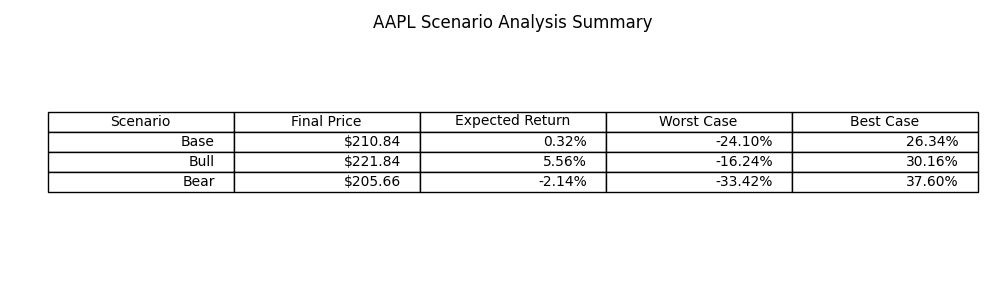 AAPL Scenario Analysis Summary
Scenario Final Price Expected Return Worst Case Best Case
Base $210.84 0.32% -24.10% 26.34%
Bull $221.84 5.56% -16.24% 30.16%
Bear $205.66 -2.14% -33.42% 37.60%